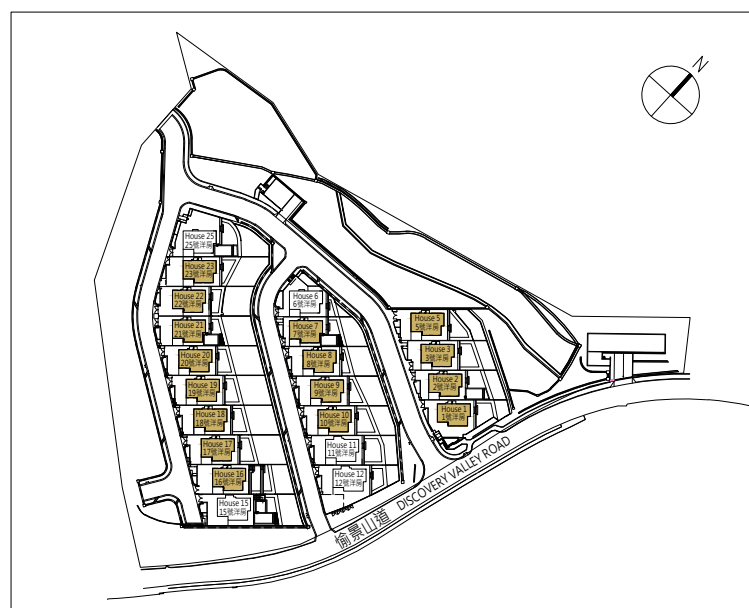 N
House 25
25號洋房
House 23
23號洋房
House 22
22號洋房
House 21
21號洋房
House 20
20號洋房
House 19
19號洋房
House 18
18號洋房
House 17
17號洋房
House 16
16號洋房
House 15
15號洋房
House 6
6號洋房
House 7
7號洋房
House 8
8號洋房
House 9
9號洋房
House 10
10號洋房
House 11
11號洋房
House 12
12號洋房
House 5
5號洋房
House 3
3號洋房
House 2
2號洋房
House 1
1號洋房
愉景山道 DISCOVERY VALLEY ROAD